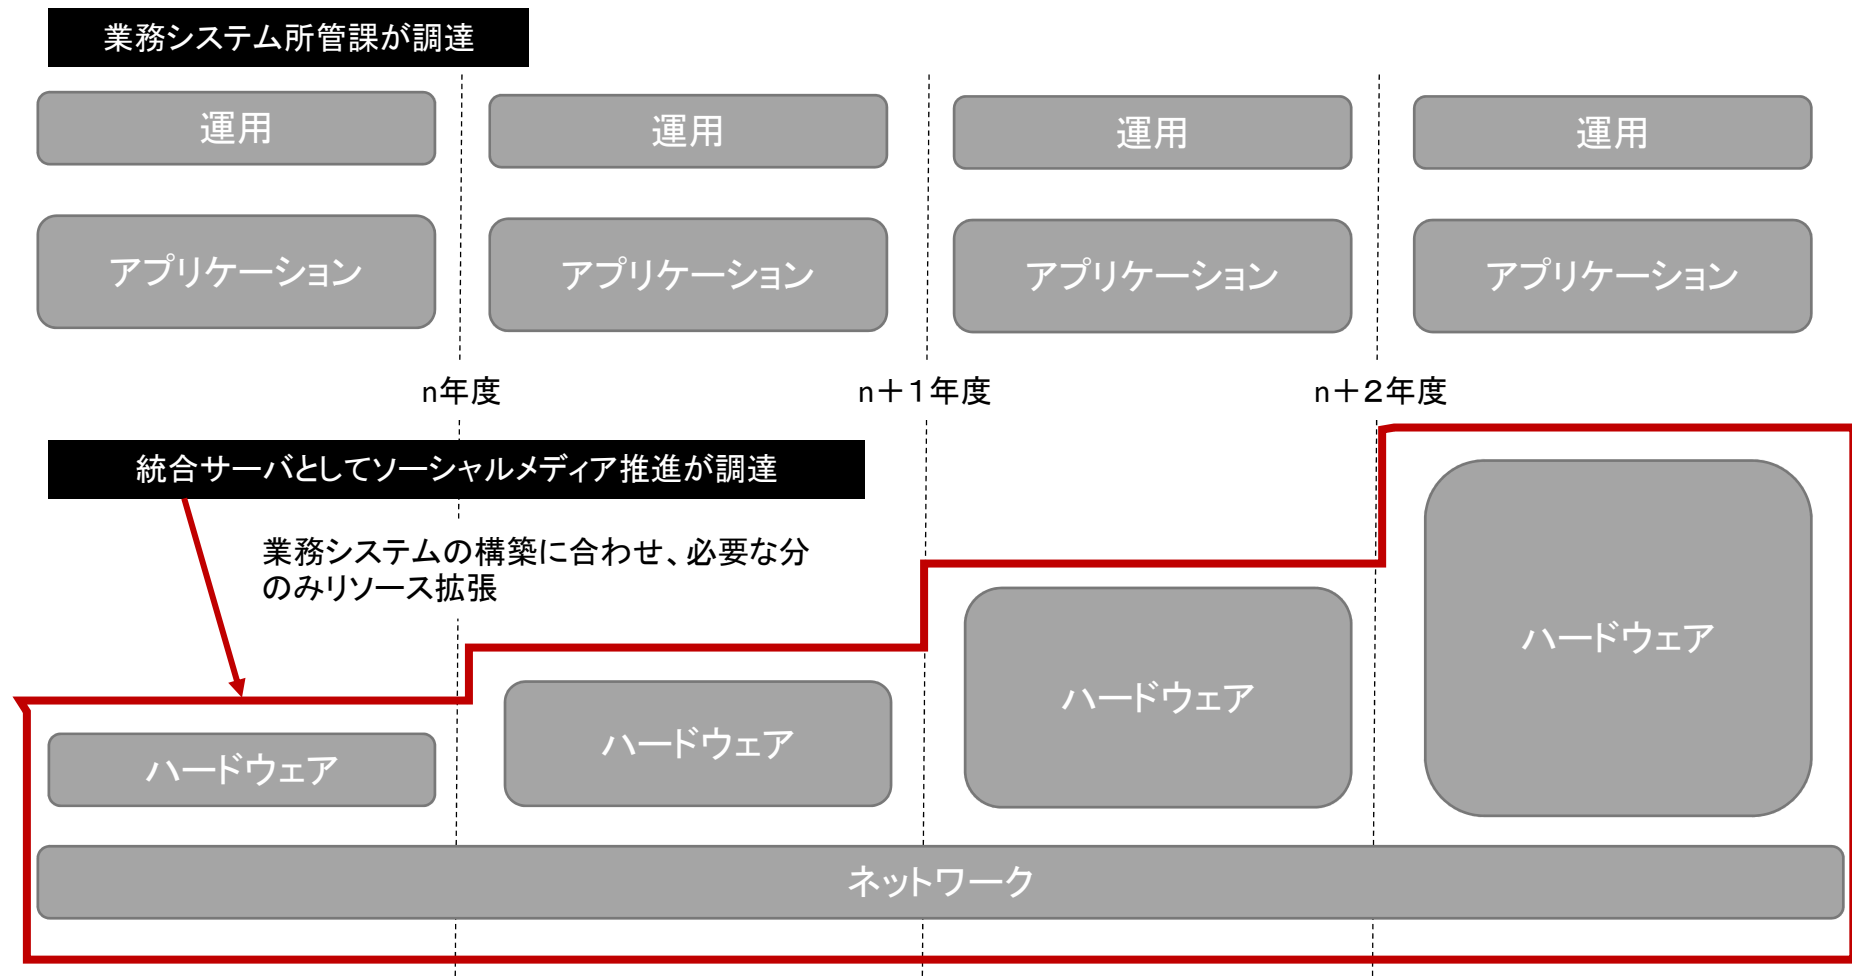 業務システム所管課が調達
運用
運用
運用
運用
アプリケーション
アプリケーション
アプリケーション
アプリケーション
n年度
n＋１年度
n＋２年度
統合サーバとしてソーシャルメディア推進が調達
業務システムの構築に合わせ、必要な分
のみリソース拡張
ハードウェア
ハードウェア
ハードウェア
ハードウェア
ネットワーク